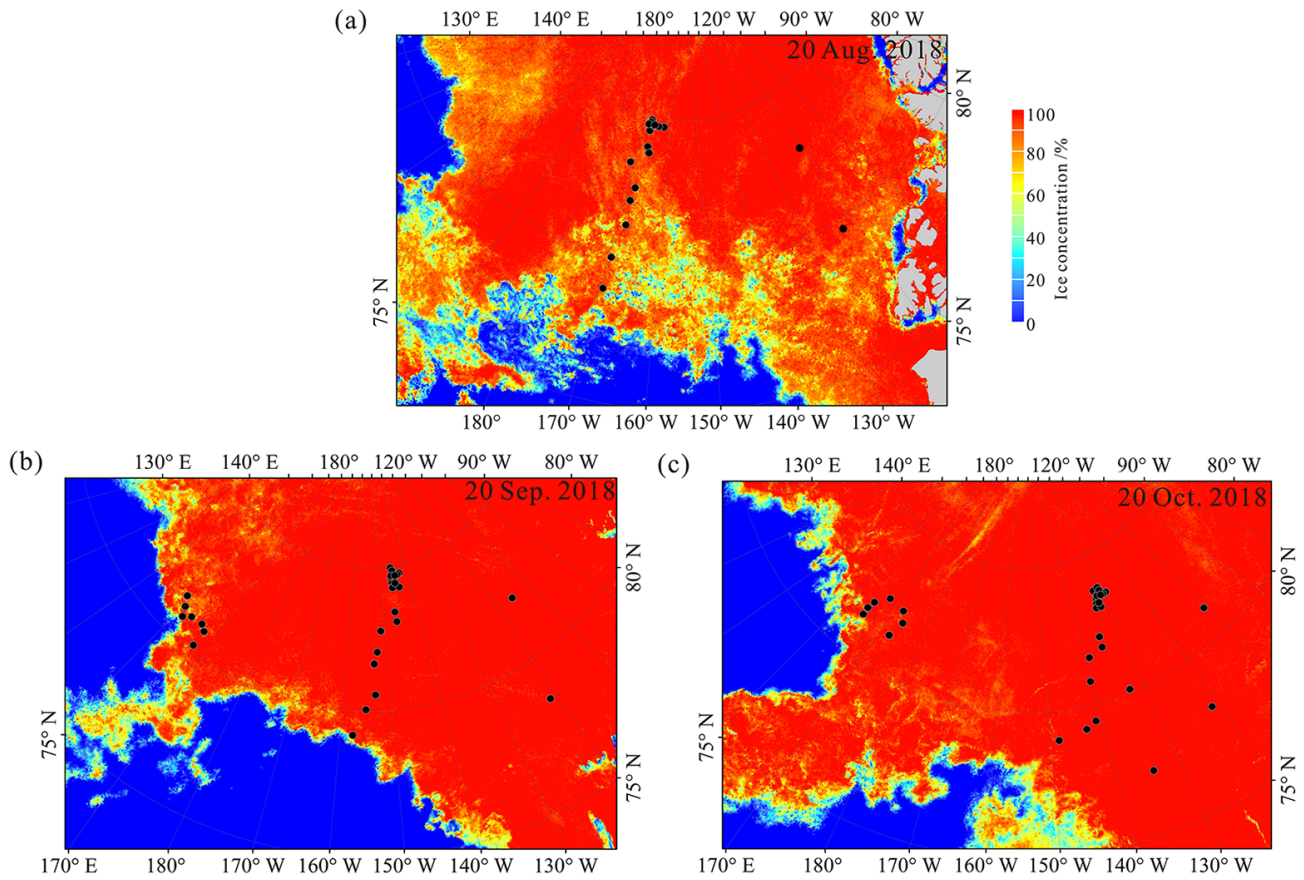 (a)
130° E 140° E 180° 120° W 90° W 80° W
20 Aug. 2018
80° N
75° N
75° N
180° 170° W 160° W 150° W 140° W 130° W
100
80
60
40
20
0
Ice concentration /%
(b)
130° E 140° E 180° 120° W 90° W 80° W
20 Sep. 2018
80° N
75° N
75° N
170° E 180° 170° W 160° W 150° W 140° W 130° W
(c)
130° E 140° E 180° 120° W 90° W 80° W
20 Oct. 2018
80° N
75° N
75° N
180° 170° W 160° W 150° W 140° W 130° W